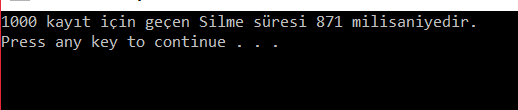 1000 kayıt için geçen Silme süresi 871 milisaniyedir.
Press any key to continue . . .